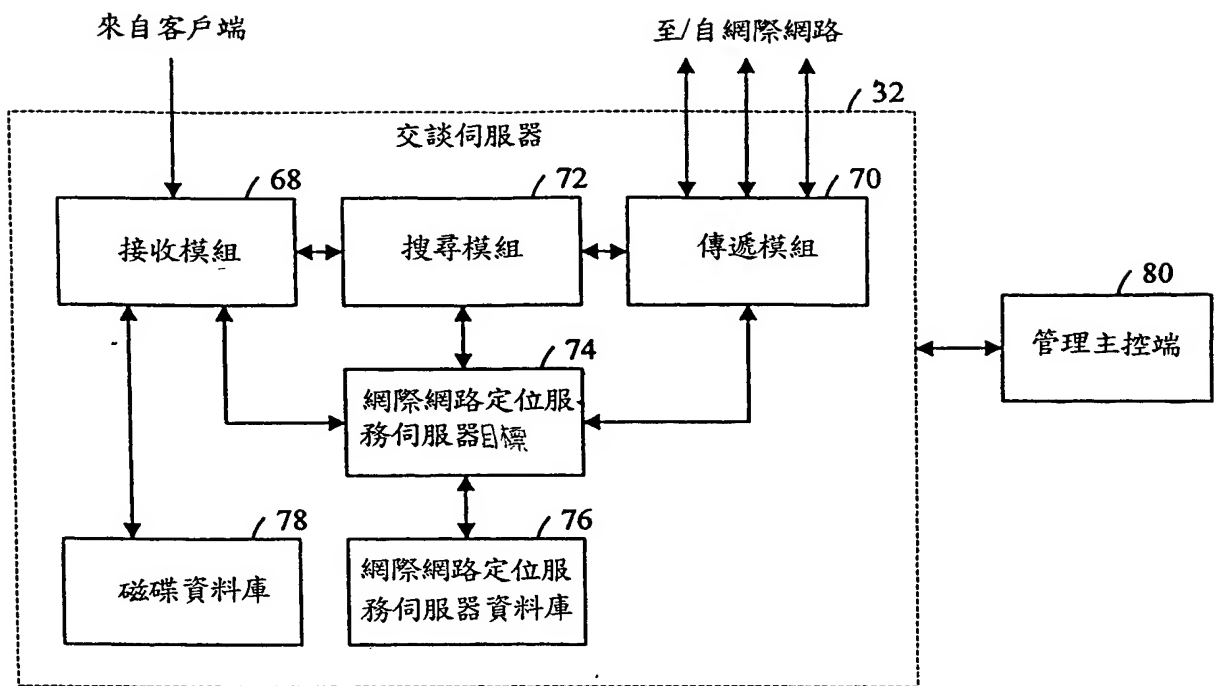 來自客戶端
至/自網際網路
32
交談伺服器
68
72
70
接收模組
搜尋模組
傳遞模組
80
管理主控端
74
網際網路定位服
務伺服器目標
78
76
磁碟資料庫
網際網路定位服
務伺服器資料庫